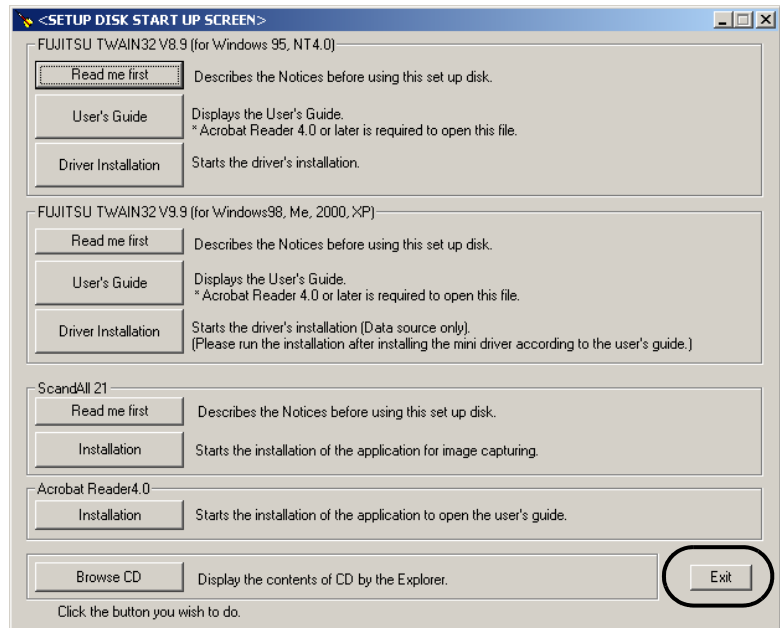 <SETUP DISK START UP SCREEN>
FUJITSU TWAIN32 V8.9 (for Windows 95, NT4.0)
Read me first
Describes the Notices before using this set up disk.
User's Guide
Displays the User's Guide.
* Acrobat Reader 4.0 or later is required to open this file.
Driver Installation
Starts the driver's installation.
FUJITSU TWAIN32 V9.9 (for Windows98, Me, 2000, XP)
Read me first
Describes the Notices before using this set up disk.
User's Guide
Displays the User's Guide.
* Acrobat Reader 4.0 or later is required to open this file.
Driver Installation
Starts the driver's installation (Data source only).
(Please run the installation after installing the mini driver according to the user's guide.)
ScandAll 21
Read me first
Describes the Notices before using this set up disk.
Installation
Starts the installation of the application for image capturing.
Acrobat Reader4.0
Installation
Starts the installation of the application to open the user's guide.
Browse CD
Display the contents of CD by the Explorer.
Exit
Click the button you wish to do.